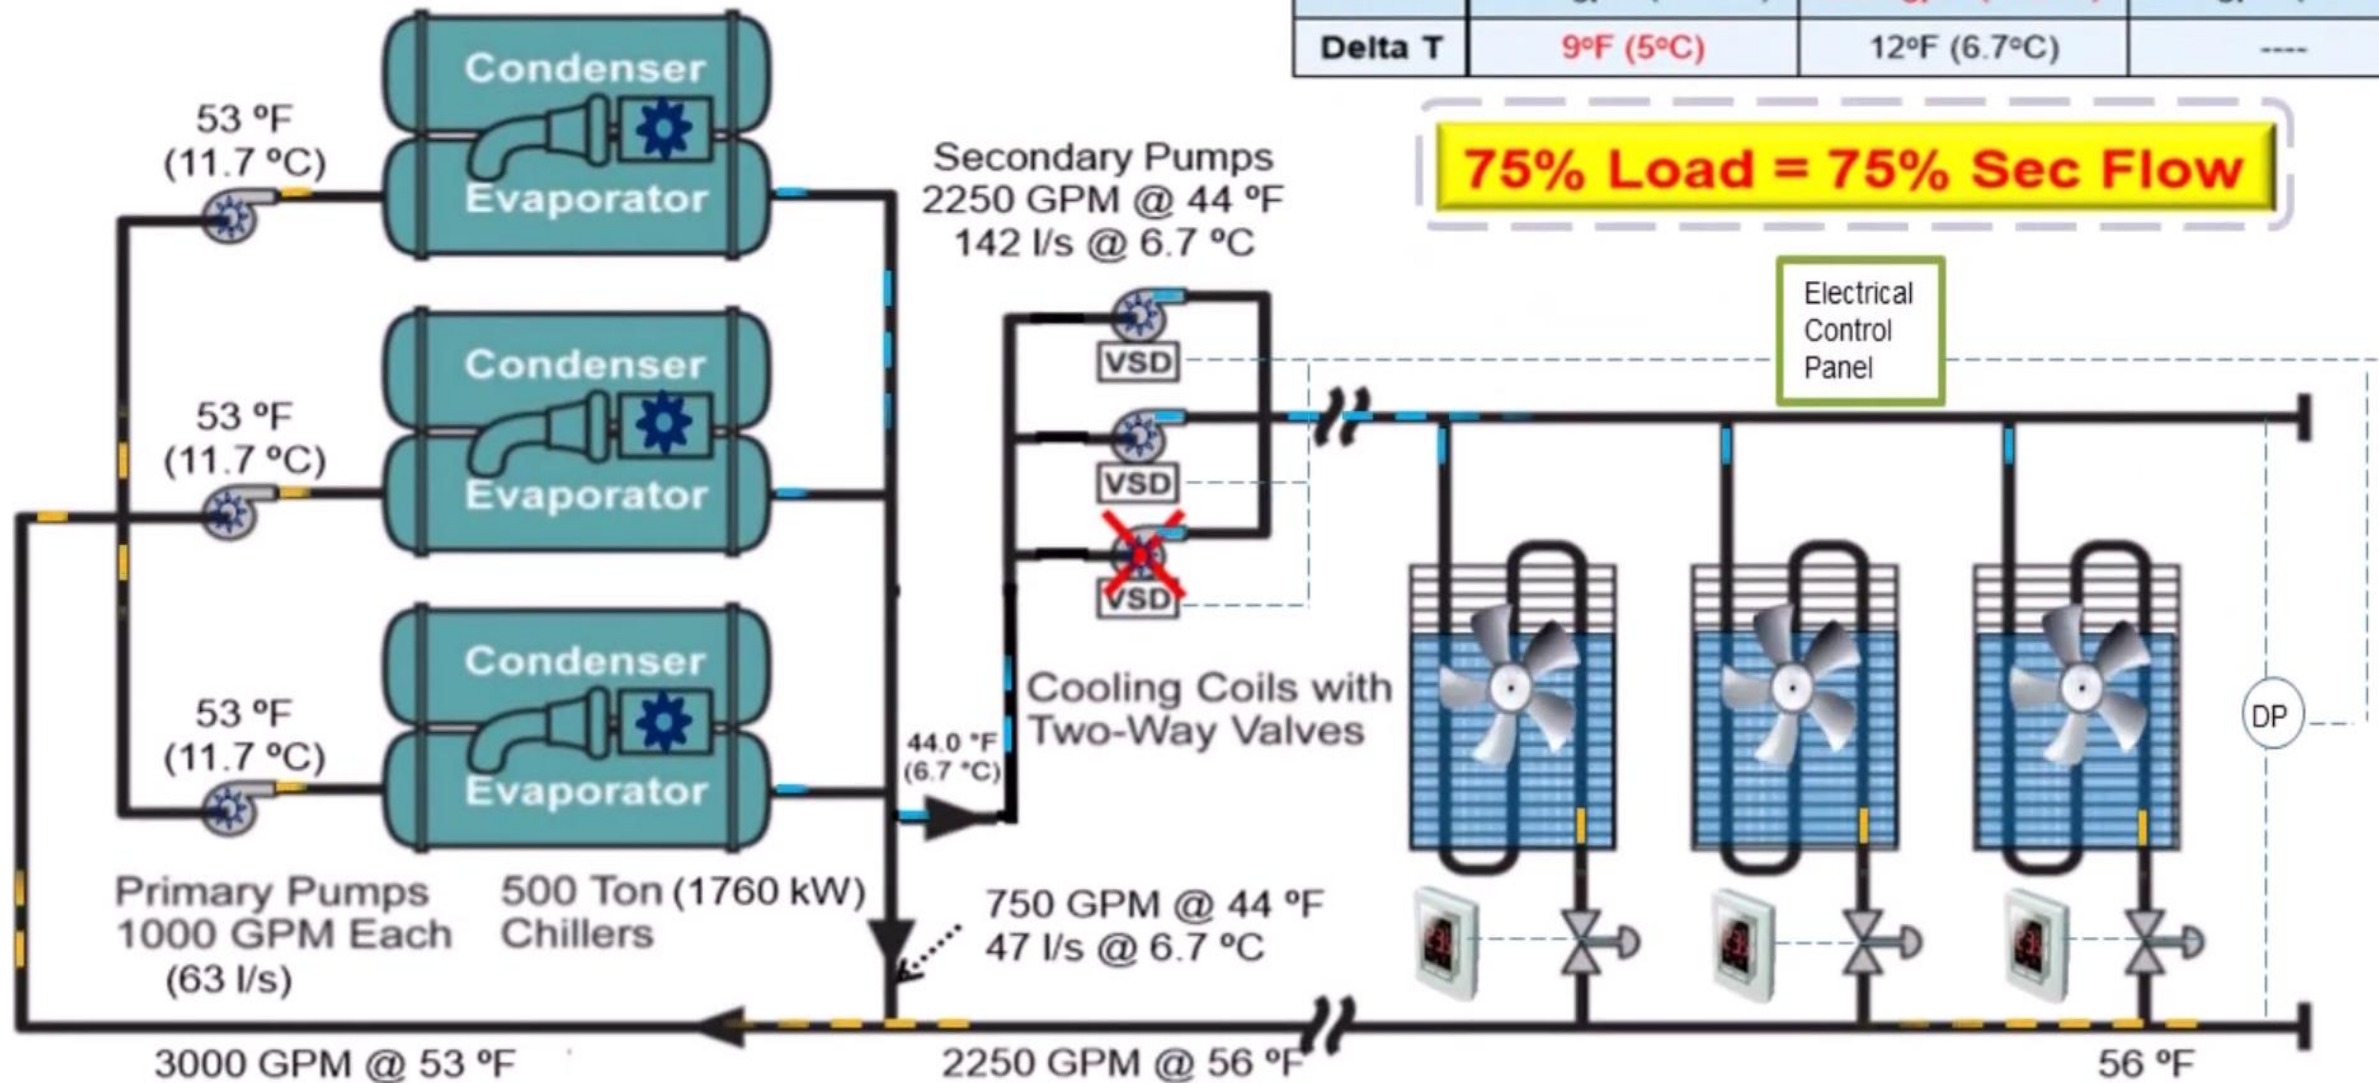 Delta T
9ºF (5ºC)
12ºF (6.7ºC)
----
75% Load = 75% Sec Flow
Condenser
Evaporator
53 ºF
(11.7 ºC)
Secondary Pumps
2250 GPM @ 44 ºF
142 l/s @ 6.7 ºC
Electrical
Control
Panel
VSD
Condenser
Evaporator
53 ºF
(11.7 ºC)
VSD
VSD
Condenser
Evaporator
53 ºF
(11.7 ºC)
44.0 ºF
(6.7 ºC)
Cooling Coils with
Two-Way Valves
DP
Primary Pumps
1000 GPM Each
(63 l/s)
500 Ton (1760 kW)
Chillers
750 GPM @ 44 ºF
47 l/s @ 6.7 ºC
3000 GPM @ 53 ºF
2250 GPM @ 56 ºF
56 ºF